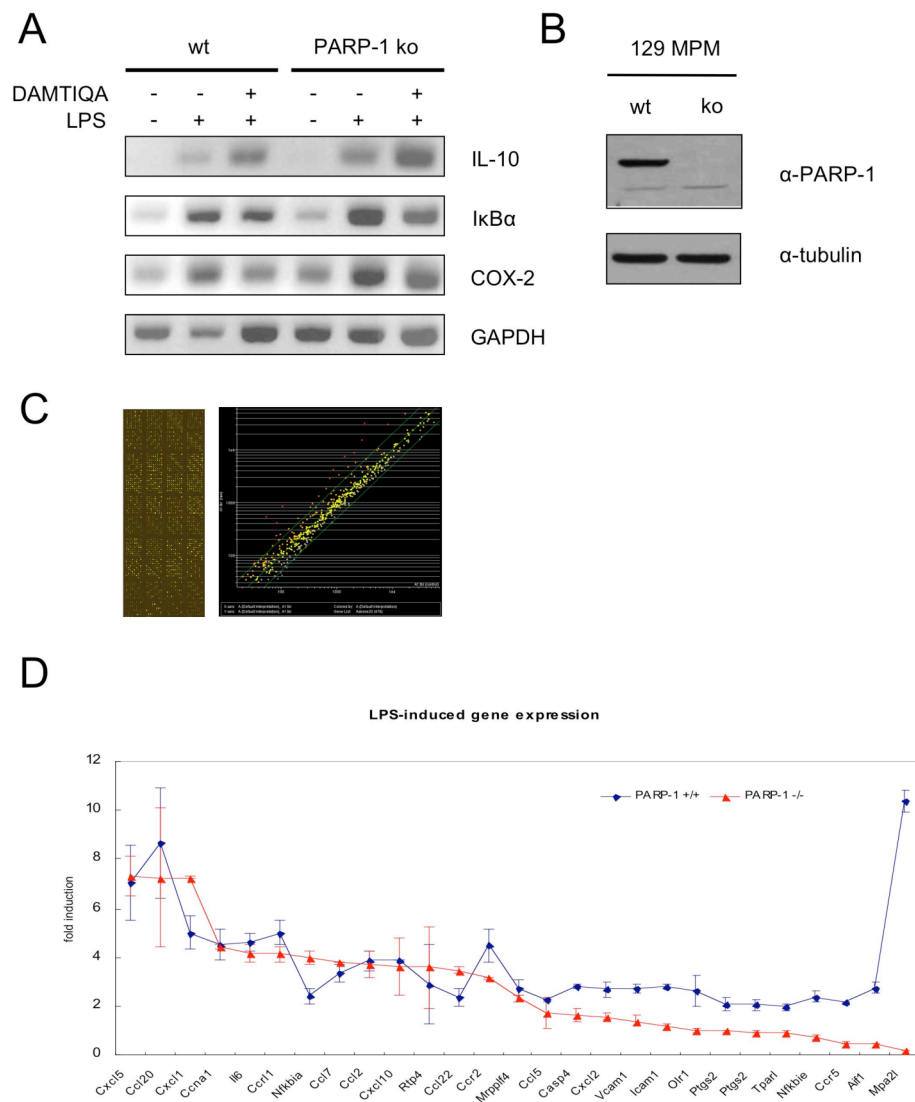 A
wt PARP-1 ko
DAMTIQA - - + - - +
LPS - + + - + +
IL-10
IκBα
COX-2
GAPDH
B
129 MPM
wt ko
α-PARP-1
α-tubulin
C
100 1000
D
LPS-induced gene expression
PARP-1 +/+ PARP-1 -/-
fold induction
12
10
8
6
4
2
0
Cxcl5 Ccl20 Cxcl1 Ccna1 Il6 Ccrl1 Nfkbia Ccl7 Ccl2 Cxcl10 Rtp4 Ccl22 Ccr2 Mrpplf4 Ccl5 Casp4 Cxcl2 Vcam1 Icam1 Olr1 Ptgs2 Ptgs2 Tparl Nfkbie Ccr5 Aif1 Mpa2l